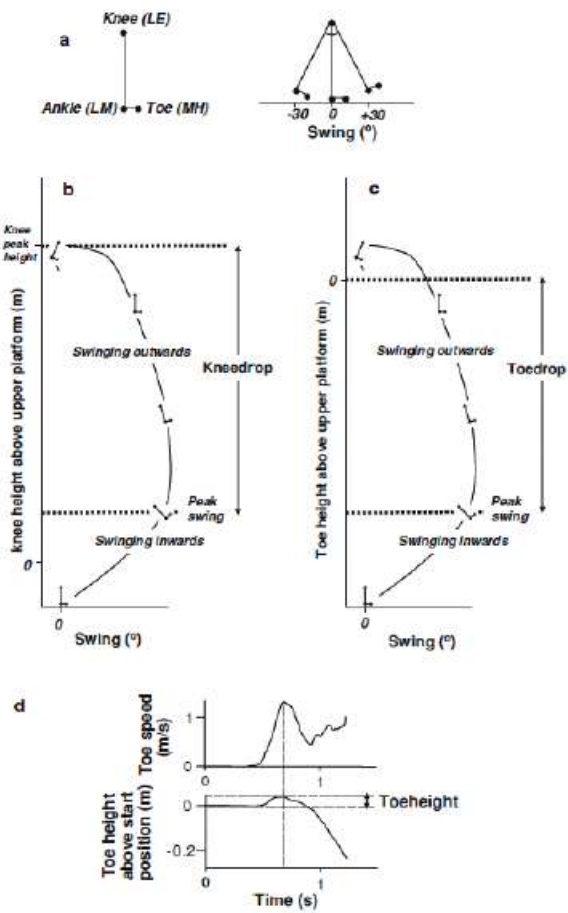 a
Knee (LE)
Ankle (LM)
Toe (MH)
-30
0
+30
Swing (º)
b
Knee
peak
height
knee height above upper platform (m)
Swinging outwards
Kneedrop
Peak
swing
Swinging inwards
0
0
Swing (º)
c
Toe height above upper platform (m)
0
Swinging outwards
Toedrop
Peak
swing
Swinging inwards
0
Swing (º)
d
Toe speed
(m/s)
1
0
0
1
Toe height
above start
position (m)
0
-0.2
Toeheight
0
1
Time (s)